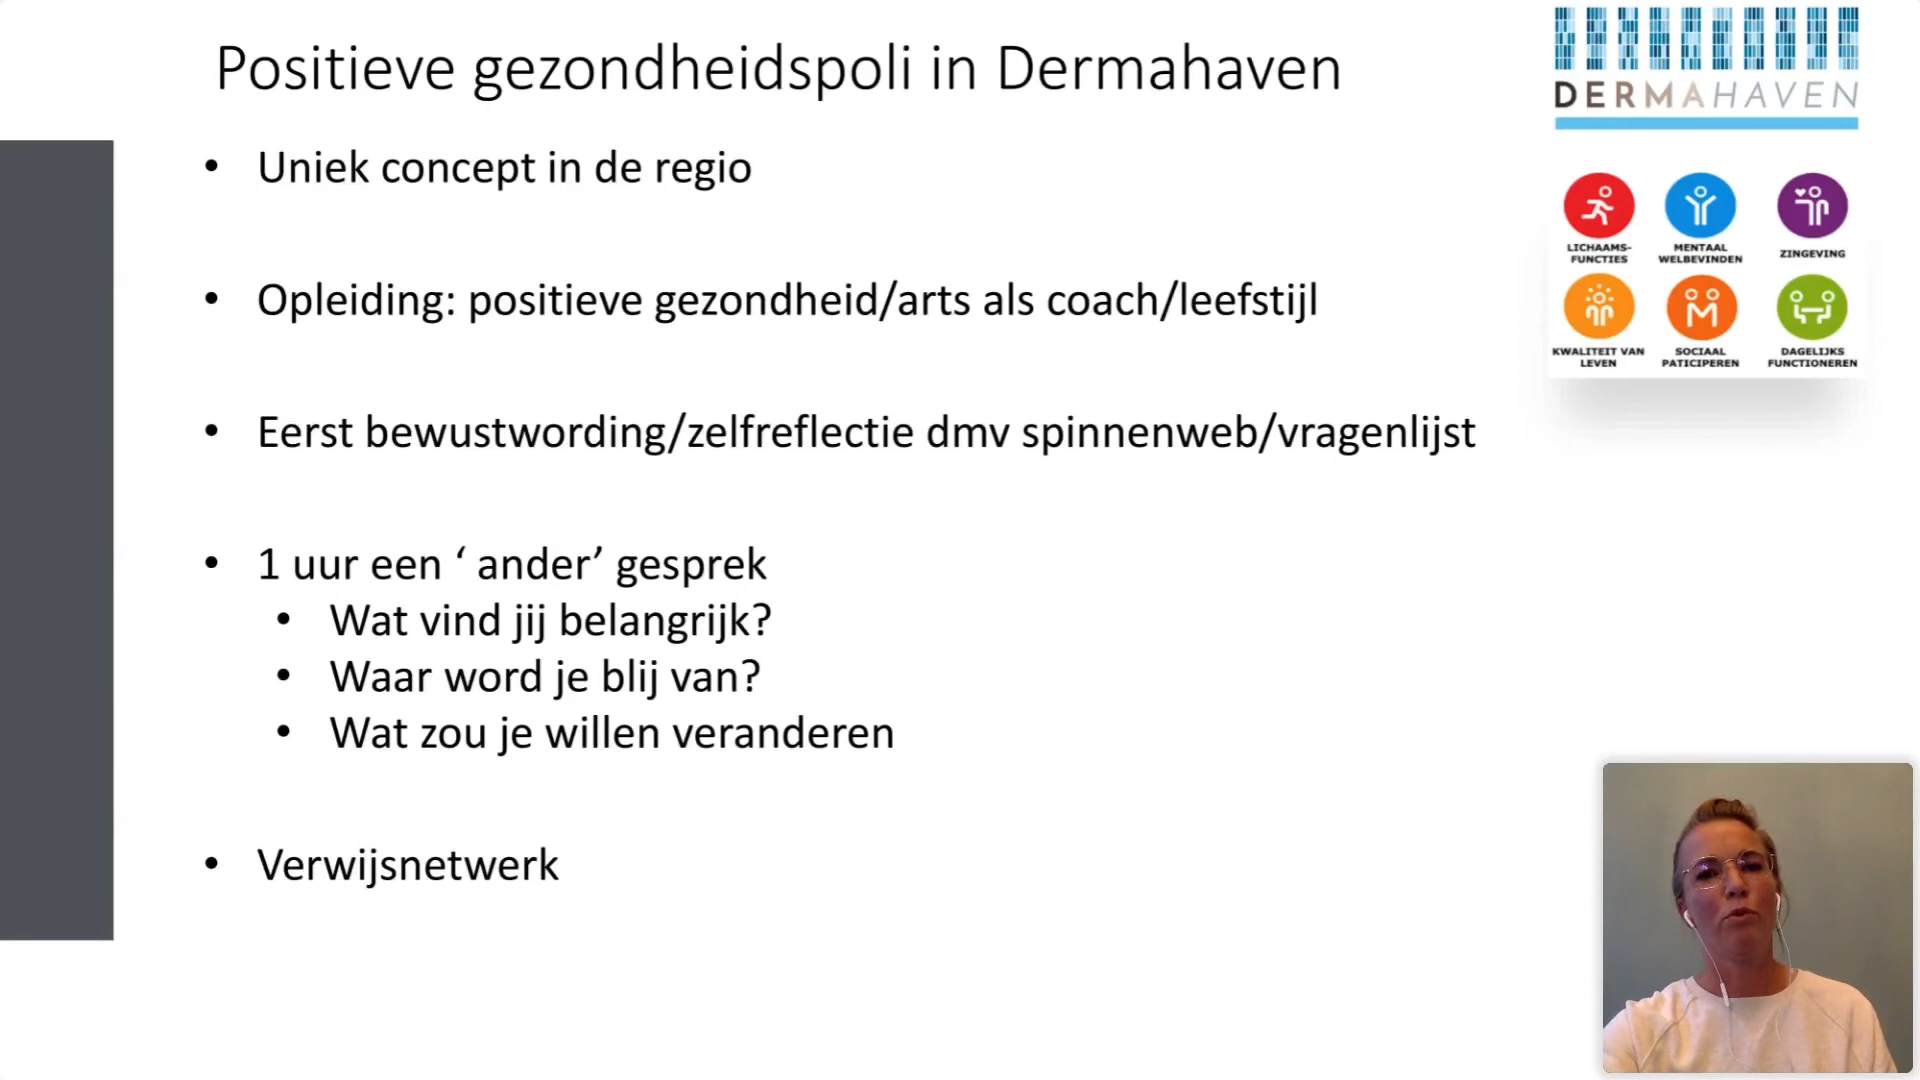 Positieve gezondheidspoli in Dermahaven
DERMAHAVEN
• Uniek concept in de regio
• Opleiding: positieve gezondheid/arts als coach/leefstijl
• Eerst bewustwording/zelfreflectie dmv spinnenweb/vragenlijst
• 1 uur een ‘ ander’ gesprek
• Wat vind jij belangrijk?
• Waar word je blij van?
• Wat zou je willen veranderen
• Verwijsnetwerk
LICHAAMS-
FUNCTIES
MENTAAL
WELBEVINDEN
ZINGEVING
KWALITEIT VAN
LEVEN
SOCIAAL
PATICIPEREN
DAGELIJKS
FUNCTIONEREN